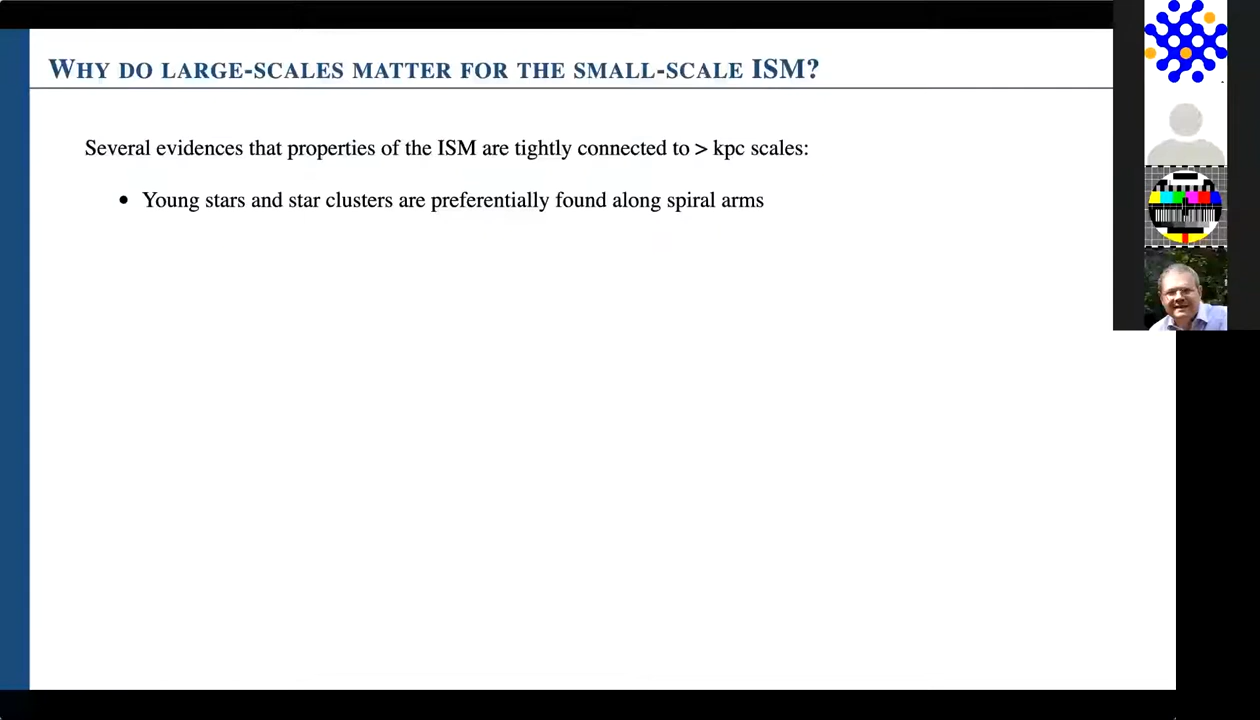 WHY DO LARGE-SCALES MATTER FOR THE SMALL-SCALE ISM?
Several evidences that properties of the ISM are tightly connected to > kpc scales:
• Young stars and star clusters are preferentially found along spiral arms